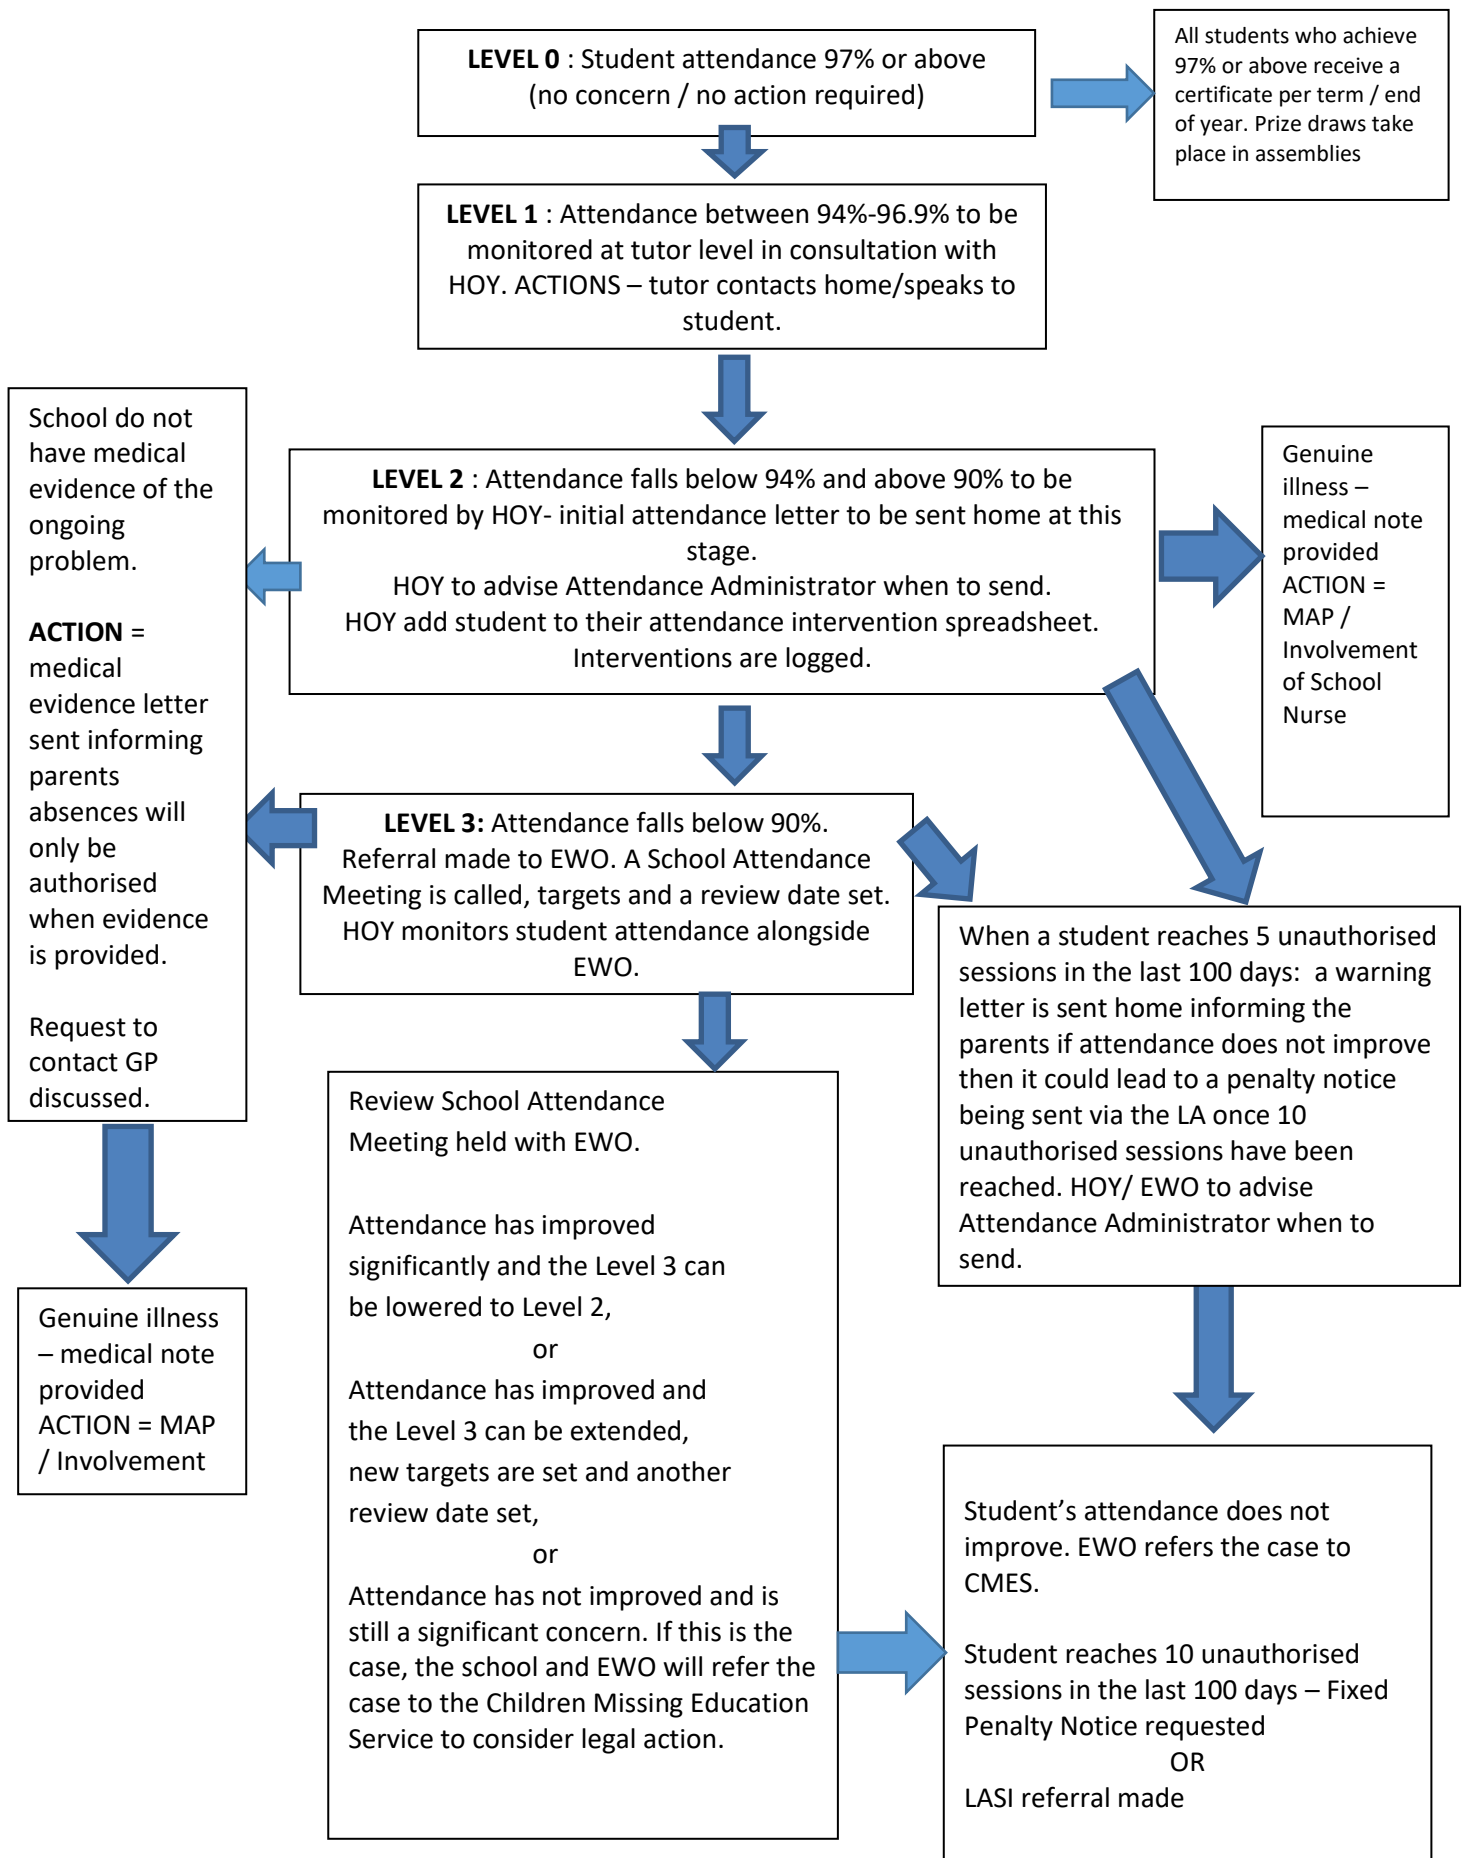 LEVEL 0 : Student attendance 97% or above
(no concern / no action required)
All students who achieve
97% or above receive a
certificate per term / end
of year. Prize draws take
place in assemblies
LEVEL 1 : Attendance between 94%-96.9% to be
monitored at tutor level in consultation with
HOY. ACTIONS – tutor contacts home/speaks to
student.
School do not
have medical
evidence of the
ongoing
problem.
ACTION =
medical
evidence letter
sent informing
parents
absences will
only be
authorised
when evidence
is provided.
Request to
contact GP
discussed.
LEVEL 2 : Attendance falls below 94% and above 90% to be
monitored by HOY- initial attendance letter to be sent home at this
stage.
HOY to advise Attendance Administrator when to send.
HOY add student to their attendance intervention spreadsheet.
Interventions are logged.
Genuine
illness –
medical note
provided
ACTION =
MAP /
Involvement
of School
Nurse
LEVEL 3: Attendance falls below 90%.
Referral made to EWO. A School Attendance
Meeting is called, targets and a review date set.
HOY monitors student attendance alongside
EWO.
When a student reaches 5 unauthorised
sessions in the last 100 days:  a warning
letter is sent home informing the
parents if attendance does not improve
then it could lead to a penalty notice
being sent via the LA once 10
unauthorised sessions have been
reached. HOY/ EWO to advise
Attendance Administrator when to
send.
Review School Attendance
Meeting held with EWO.
Attendance has improved
significantly and the Level 3 can
be lowered to Level 2,
or
Attendance has improved and
the Level 3 can be extended,
new targets are set and another
review date set,
or
Attendance has not improved and is
still a significant concern. If this is the
case, the school and EWO will refer the
case to the Children Missing Education
Service to consider legal action.
Genuine illness
– medical note
provided
ACTION = MAP
/ Involvement
Student’s attendance does not
improve. EWO refers the case to
CMES.
Student reaches 10 unauthorised
sessions in the last 100 days – Fixed
Penalty Notice requested
OR
LASI referral made